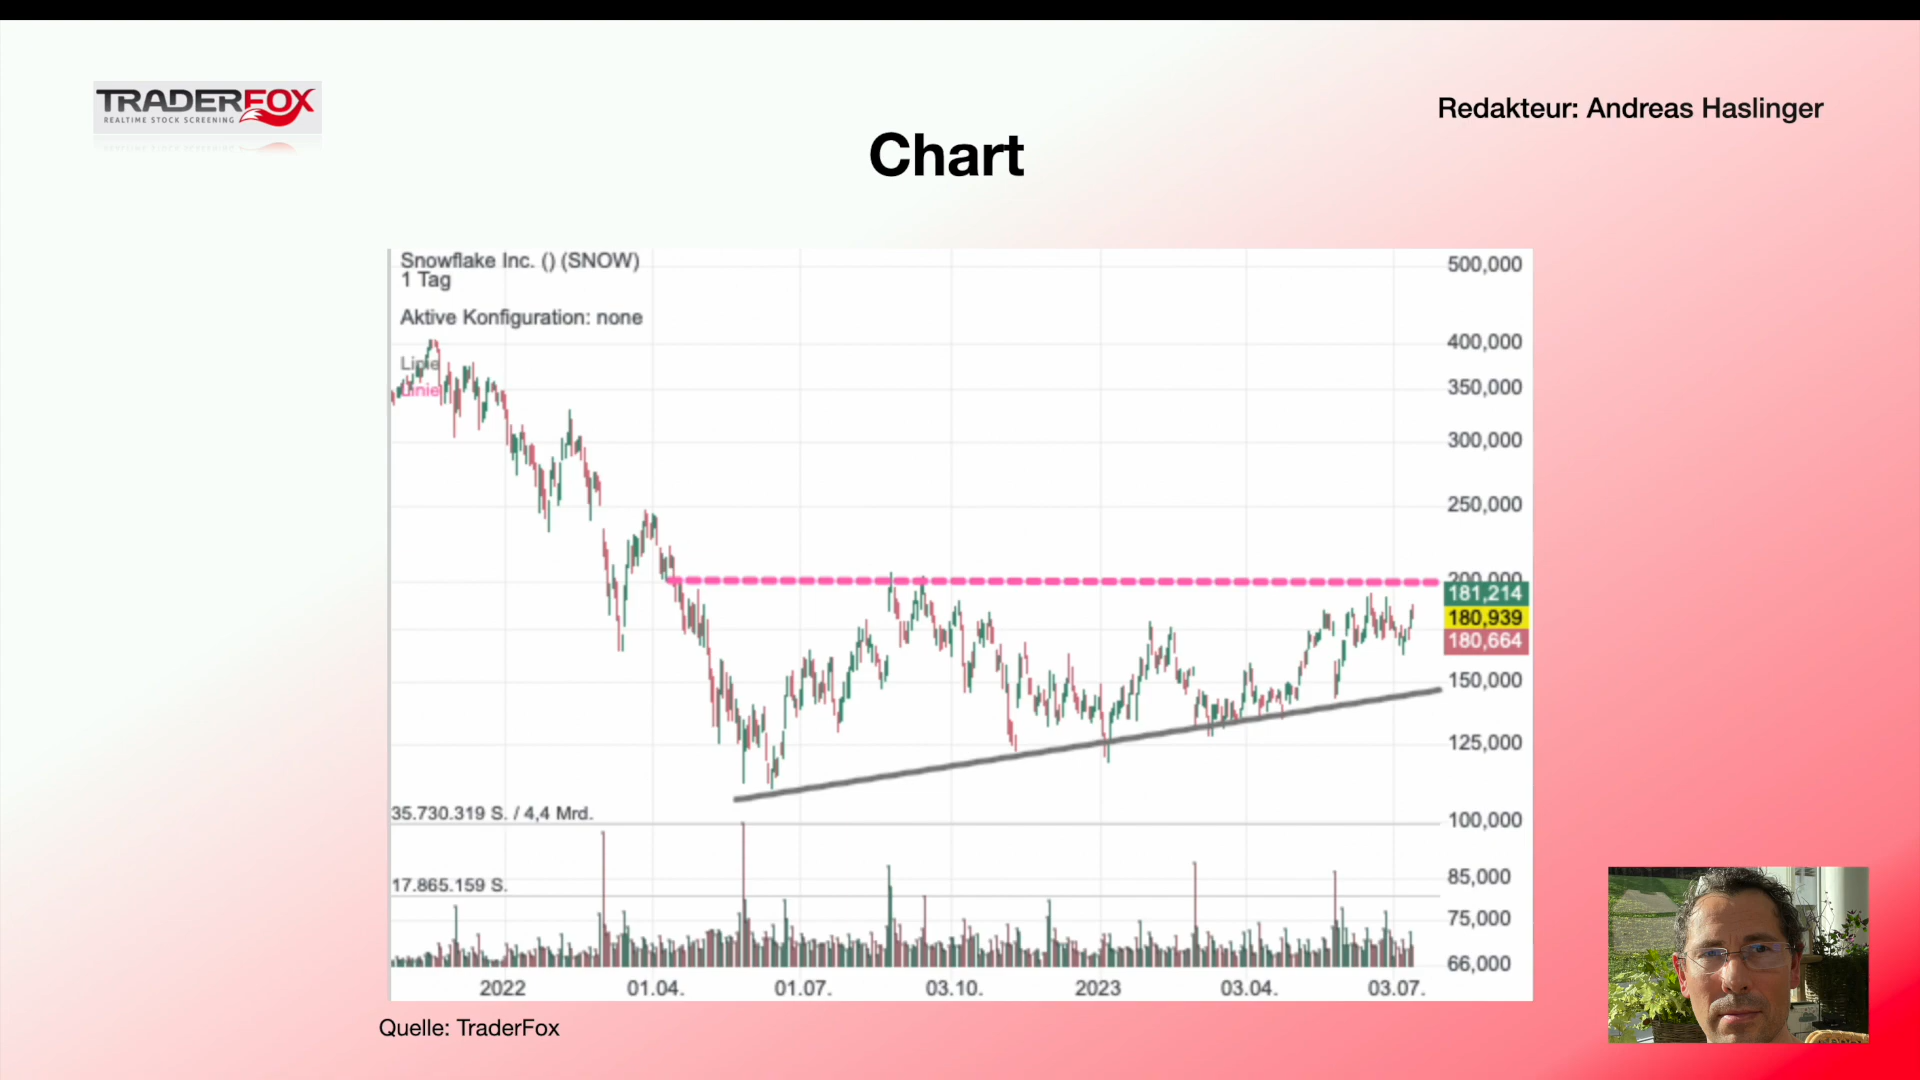 TRADERFOX
REALTIME STOCK SCREENING
Redakteur: Andreas Haslinger
Chart
Snowflake Inc. () (SNOW)
1 Tag
Aktive Konfiguration: none
Linie
Linie
500,000
400,000
350,000
300,000
250,000
200,000
181,214
180,939
180,664
150,000
125,000
100,000
85,000
75,000
66,000
35.730.319 S. / 4,4 Mrd.
17.865.159 S.
2022 01.04. 01.07. 03.10. 2023 03.04. 03.07.
Quelle: TraderFox